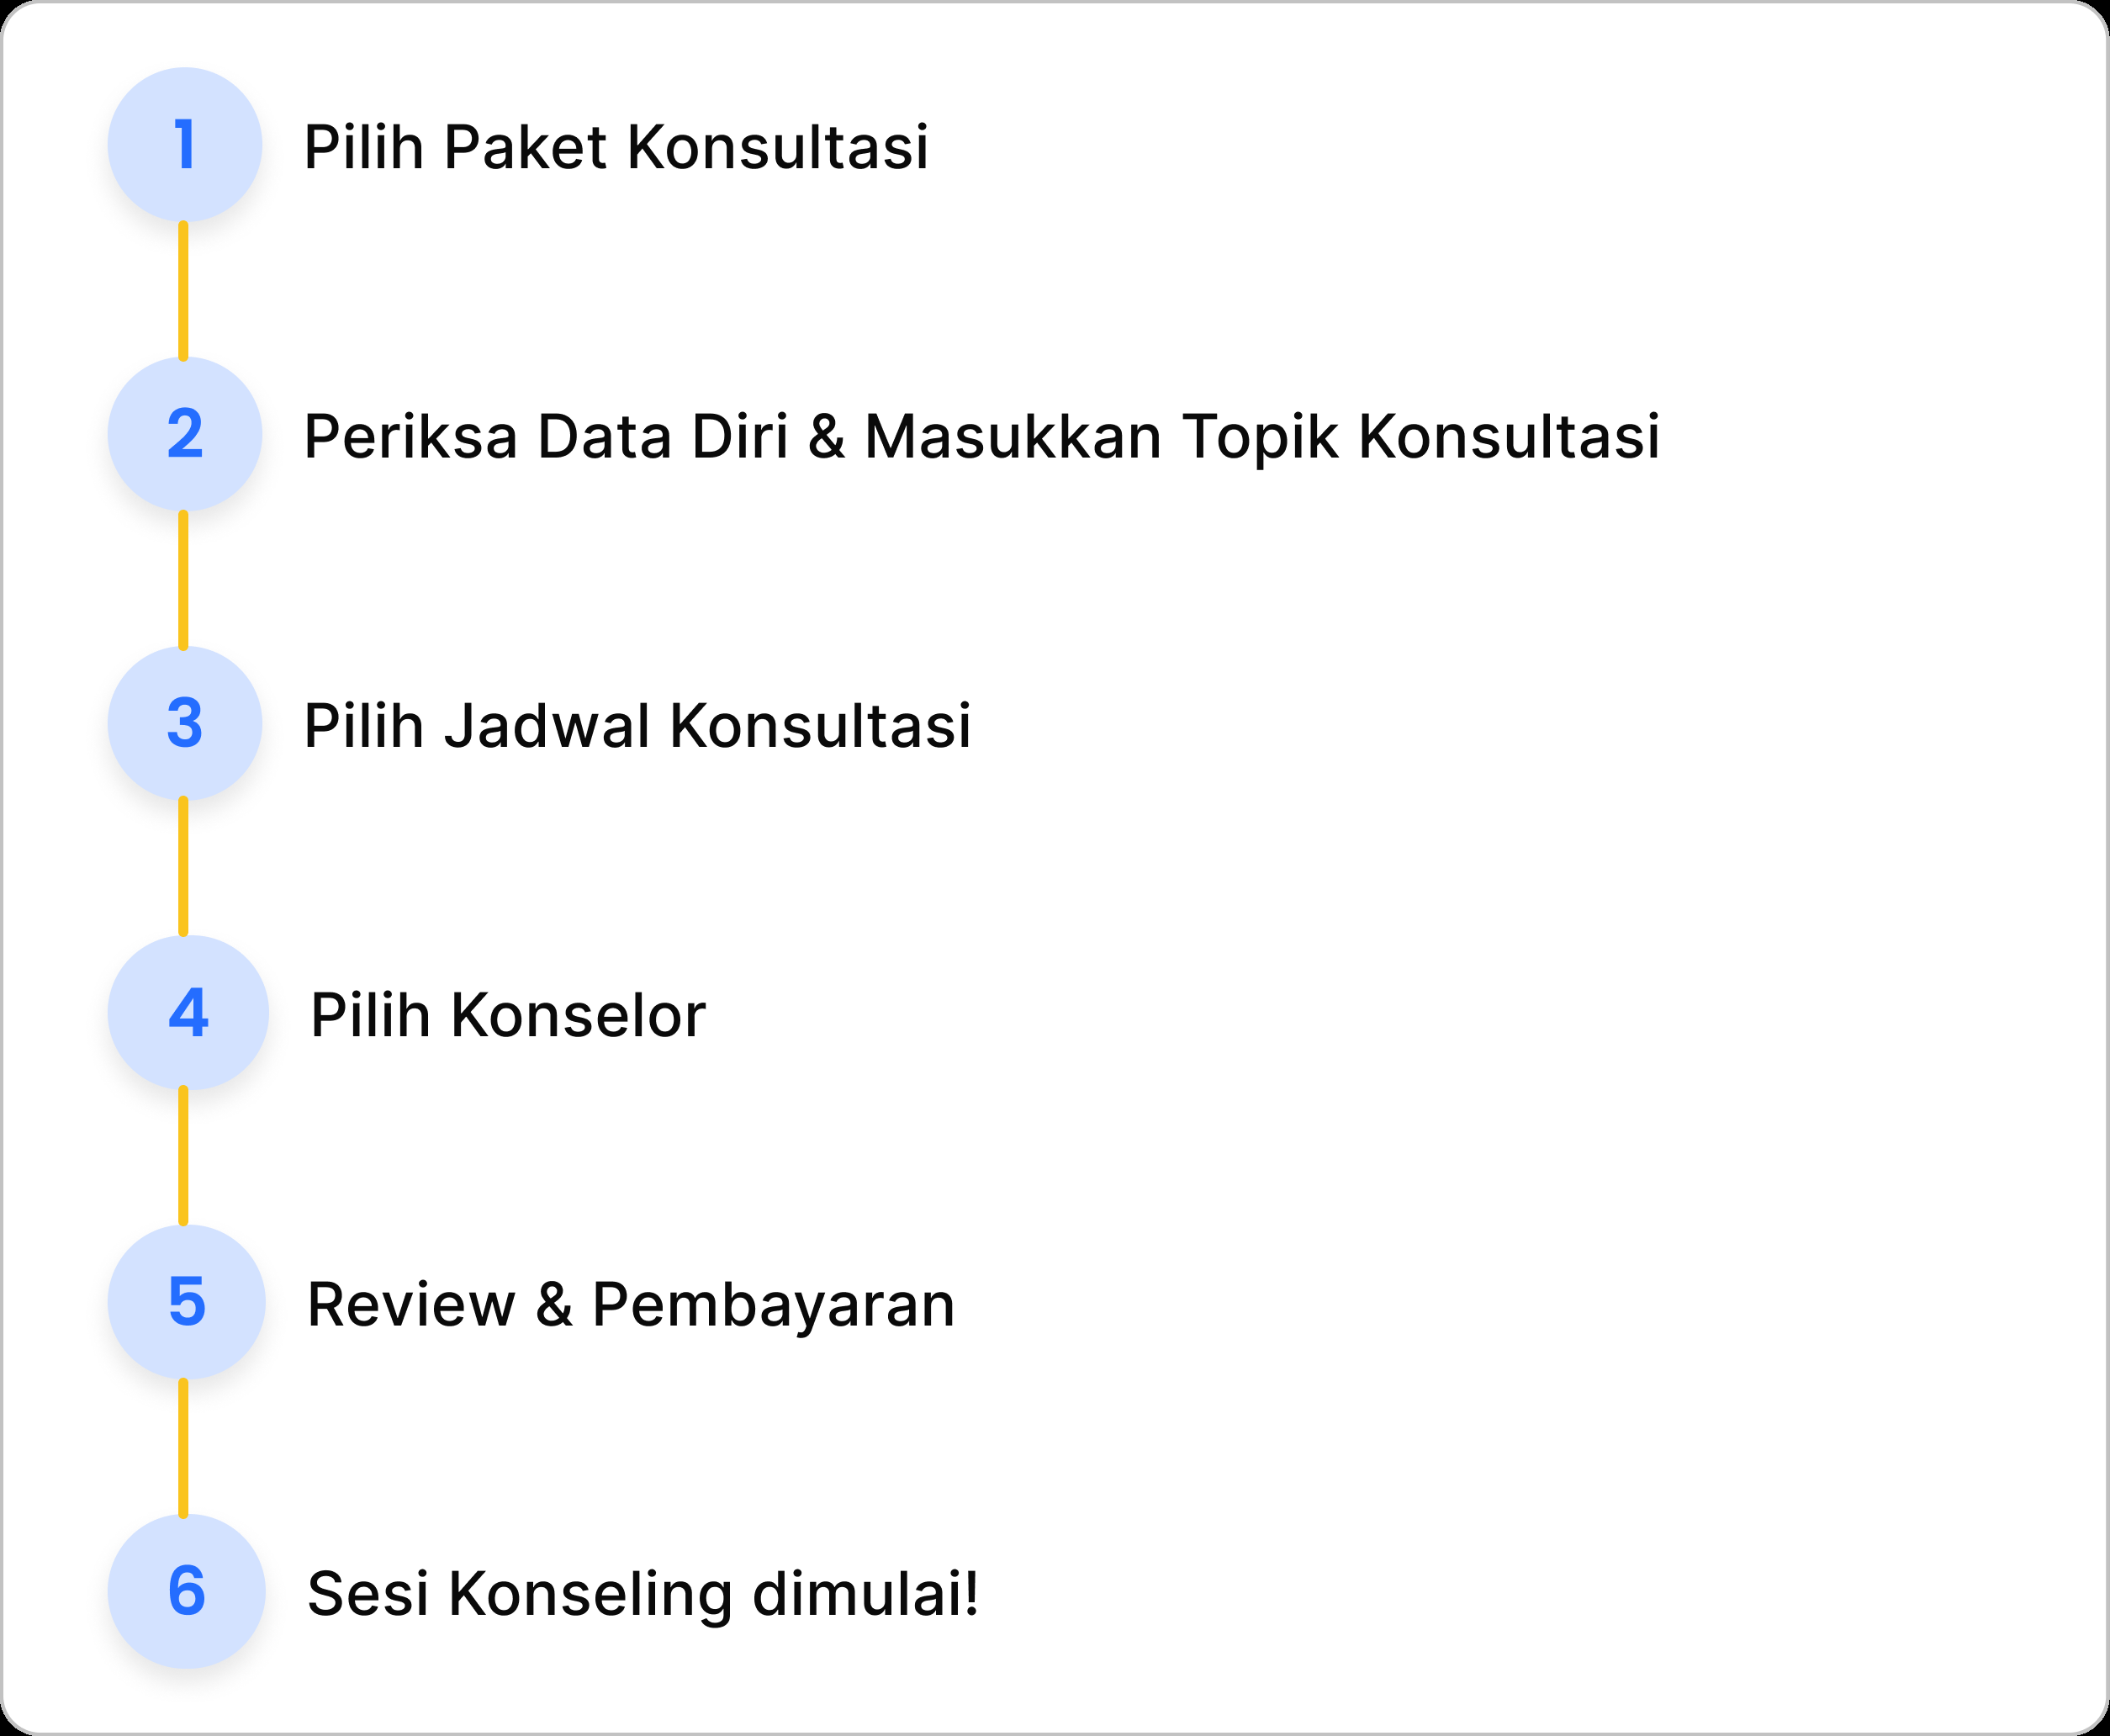 1 Pilih Paket Konsultasi
2 Periksa Data Diri & Masukkan Topik Konsultasi
3 Pilih Jadwal Konsultasi
4 Pilih Konselor
5 Review & Pembayaran
6 Sesi Konseling dimulai!